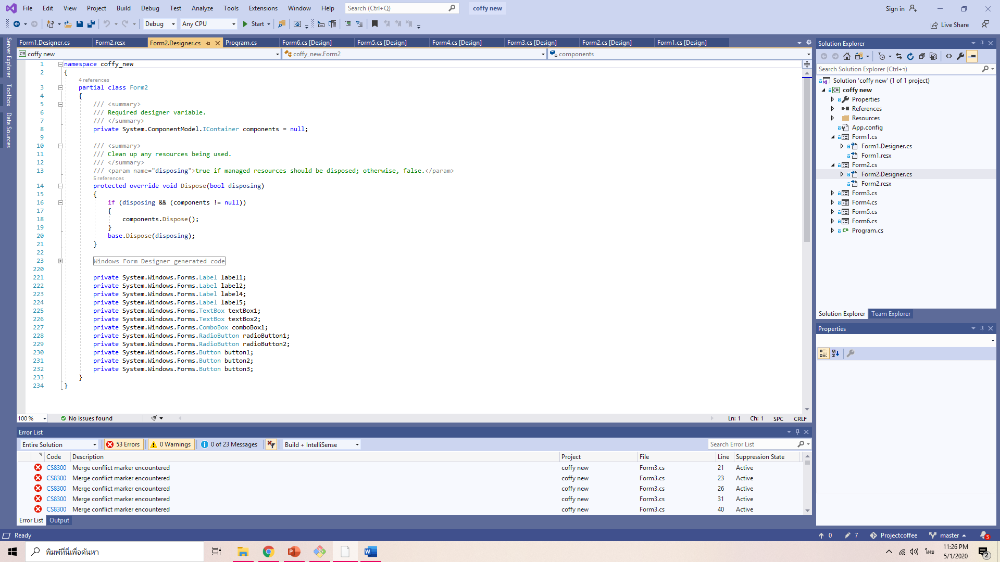 File Edit View Project Build Debug Test Analyze Tools Extensions Window Help Search (Ctrl+Q) coffy new Sign in
Debug Any CPU Start Live Share
Server Explorer
Toolbox
Data Sources
Form1.Designer.cs Form2.resx Form2.Designer.cs Program.cs Form6.cs [Design] Form5.cs [Design] Form4.cs [Design] Form3.cs [Design] Form2.cs [Design] Form1.cs [Design]
C# coffy new coffy_new.Form2 components
1 namespace coffy_new
2 {
4 references
3 partial class Form2
4 {
5 /// <summary>
6 /// Required designer variable.
7 /// </summary>
8 private System.ComponentModel.IContainer components = null;
9
10 /// <summary>
11 /// Clean up any resources being used.
12 /// </summary>
13 /// <param name="disposing">true if managed resources should be disposed; otherwise, false.</param>
5 references
14 protected override void Dispose(bool disposing)
15 {
16 if (disposing && (components != null))
17 {
18 components.Dispose();
19 }
20 base.Dispose(disposing);
21 }
22
23 Windows Form Designer generated code
220
221 private System.Windows.Forms.Label label1;
222 private System.Windows.Forms.Label label2;
223 private System.Windows.Forms.Label label4;
224 private System.Windows.Forms.Label label5;
225 private System.Windows.Forms.TextBox textBox1;
226 private System.Windows.Forms.TextBox textBox2;
227 private System.Windows.Forms.ComboBox comboBox1;
228 private System.Windows.Forms.RadioButton radioButton1;
229 private System.Windows.Forms.RadioButton radioButton2;
230 private System.Windows.Forms.Button button1;
231 private System.Windows.Forms.Button button2;
232 private System.Windows.Forms.Button button3;
233 }
234 }
100 % No issues found Ln: 1 Ch: 1 SPC CRLF
Error List
Entire Solution 53 Errors 0 Warnings 0 of 23 Messages Build + IntelliSense Search Error List
Code Description Project File Line Suppression State
CS8300 Merge conflict marker encountered coffy new Form3.cs 21 Active
CS8300 Merge conflict marker encountered coffy new Form3.cs 23 Active
CS8300 Merge conflict marker encountered coffy new Form3.cs 26 Active
CS8300 Merge conflict marker encountered coffy new Form3.cs 31 Active
CS8300 Merge conflict marker encountered coffy new Form3.cs 40 Active
Error List Output
Solution Explorer
Search Solution Explorer (Ctrl+ว)
Solution 'coffy new' (1 of 1 project)
C# coffy new
Properties
References
Resources
App.config
Form1.cs
Form1.Designer.cs
Form1.resx
Form2.cs
Form2.Designer.cs
Form2.resx
Form3.cs
Form4.cs
Form5.cs
Form6.cs
C# Program.cs
Solution Explorer Team Explorer
Properties
Ready 0 7 Projectcoffee master 3
พิมพ์ที่นี่เพื่อค้นหา ไทย 11:26 PM
5/1/2020 2